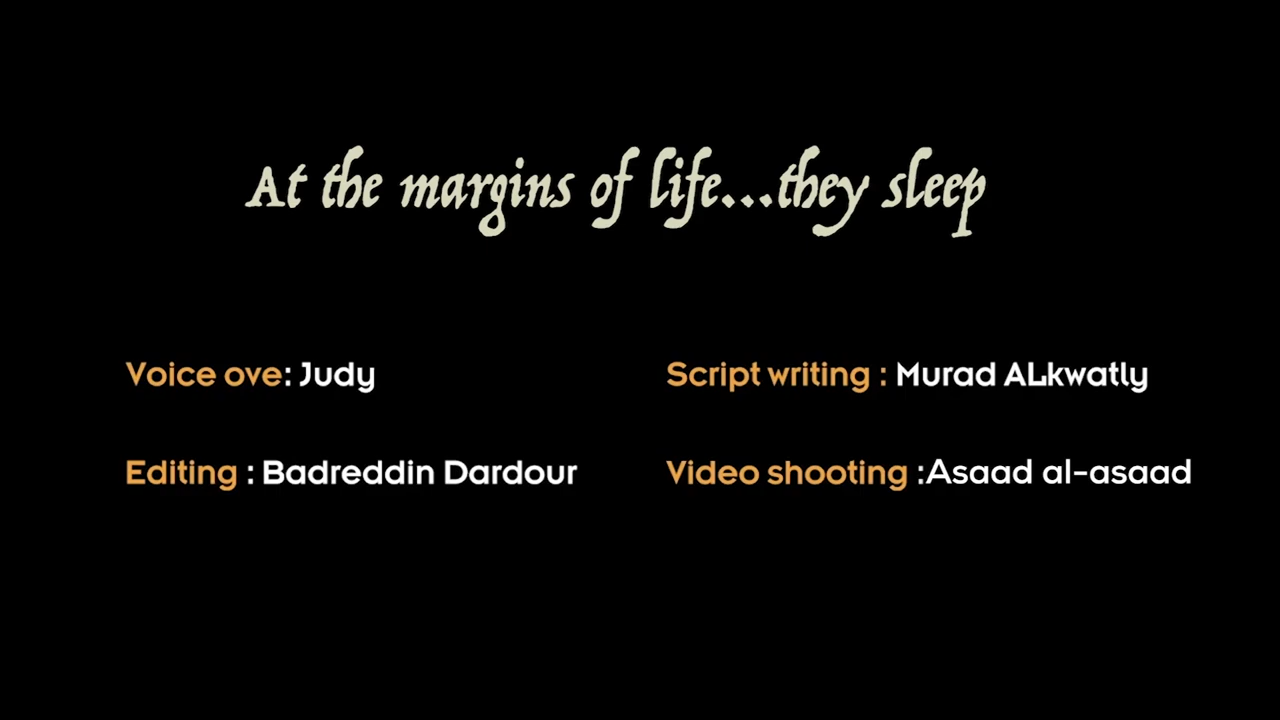 At the margins of life...they sleep
Voice ove: Judy
Script writing : Murad ALkwatly
Editing : Badreddin Dardour
Video shooting :Asaad al-asaad